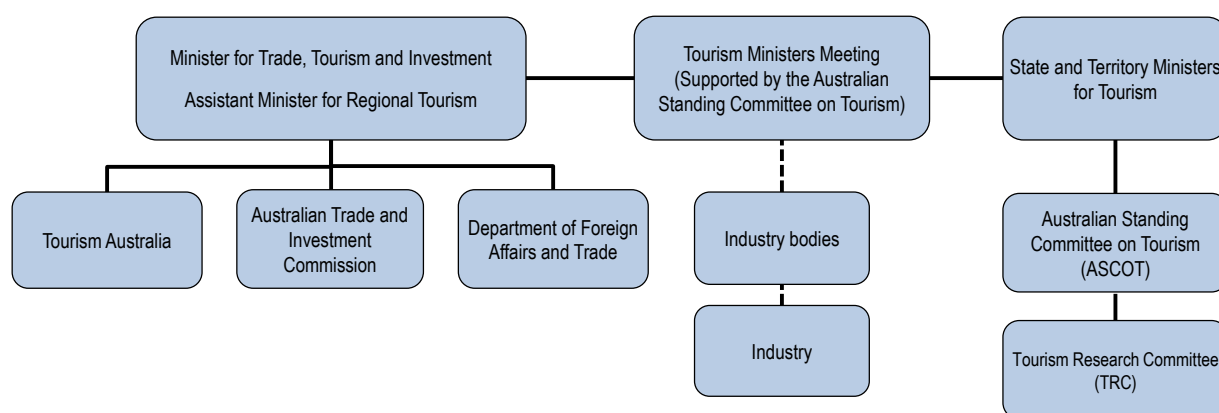 Minister for Trade, Tourism and Investment
Assistant Minister for Regional Tourism
Tourism Ministers Meeting
(Supported by the Australian
Standing Committee on Tourism)
State and Territory Ministers
for Tourism
Tourism Australia
Australian Trade and
Investment
Commission
Department of Foreign
Affairs and Trade
Industry bodies
Australian Standing
Committee on Tourism
(ASCOT)
Industry
Tourism Research Committee
(TRC)